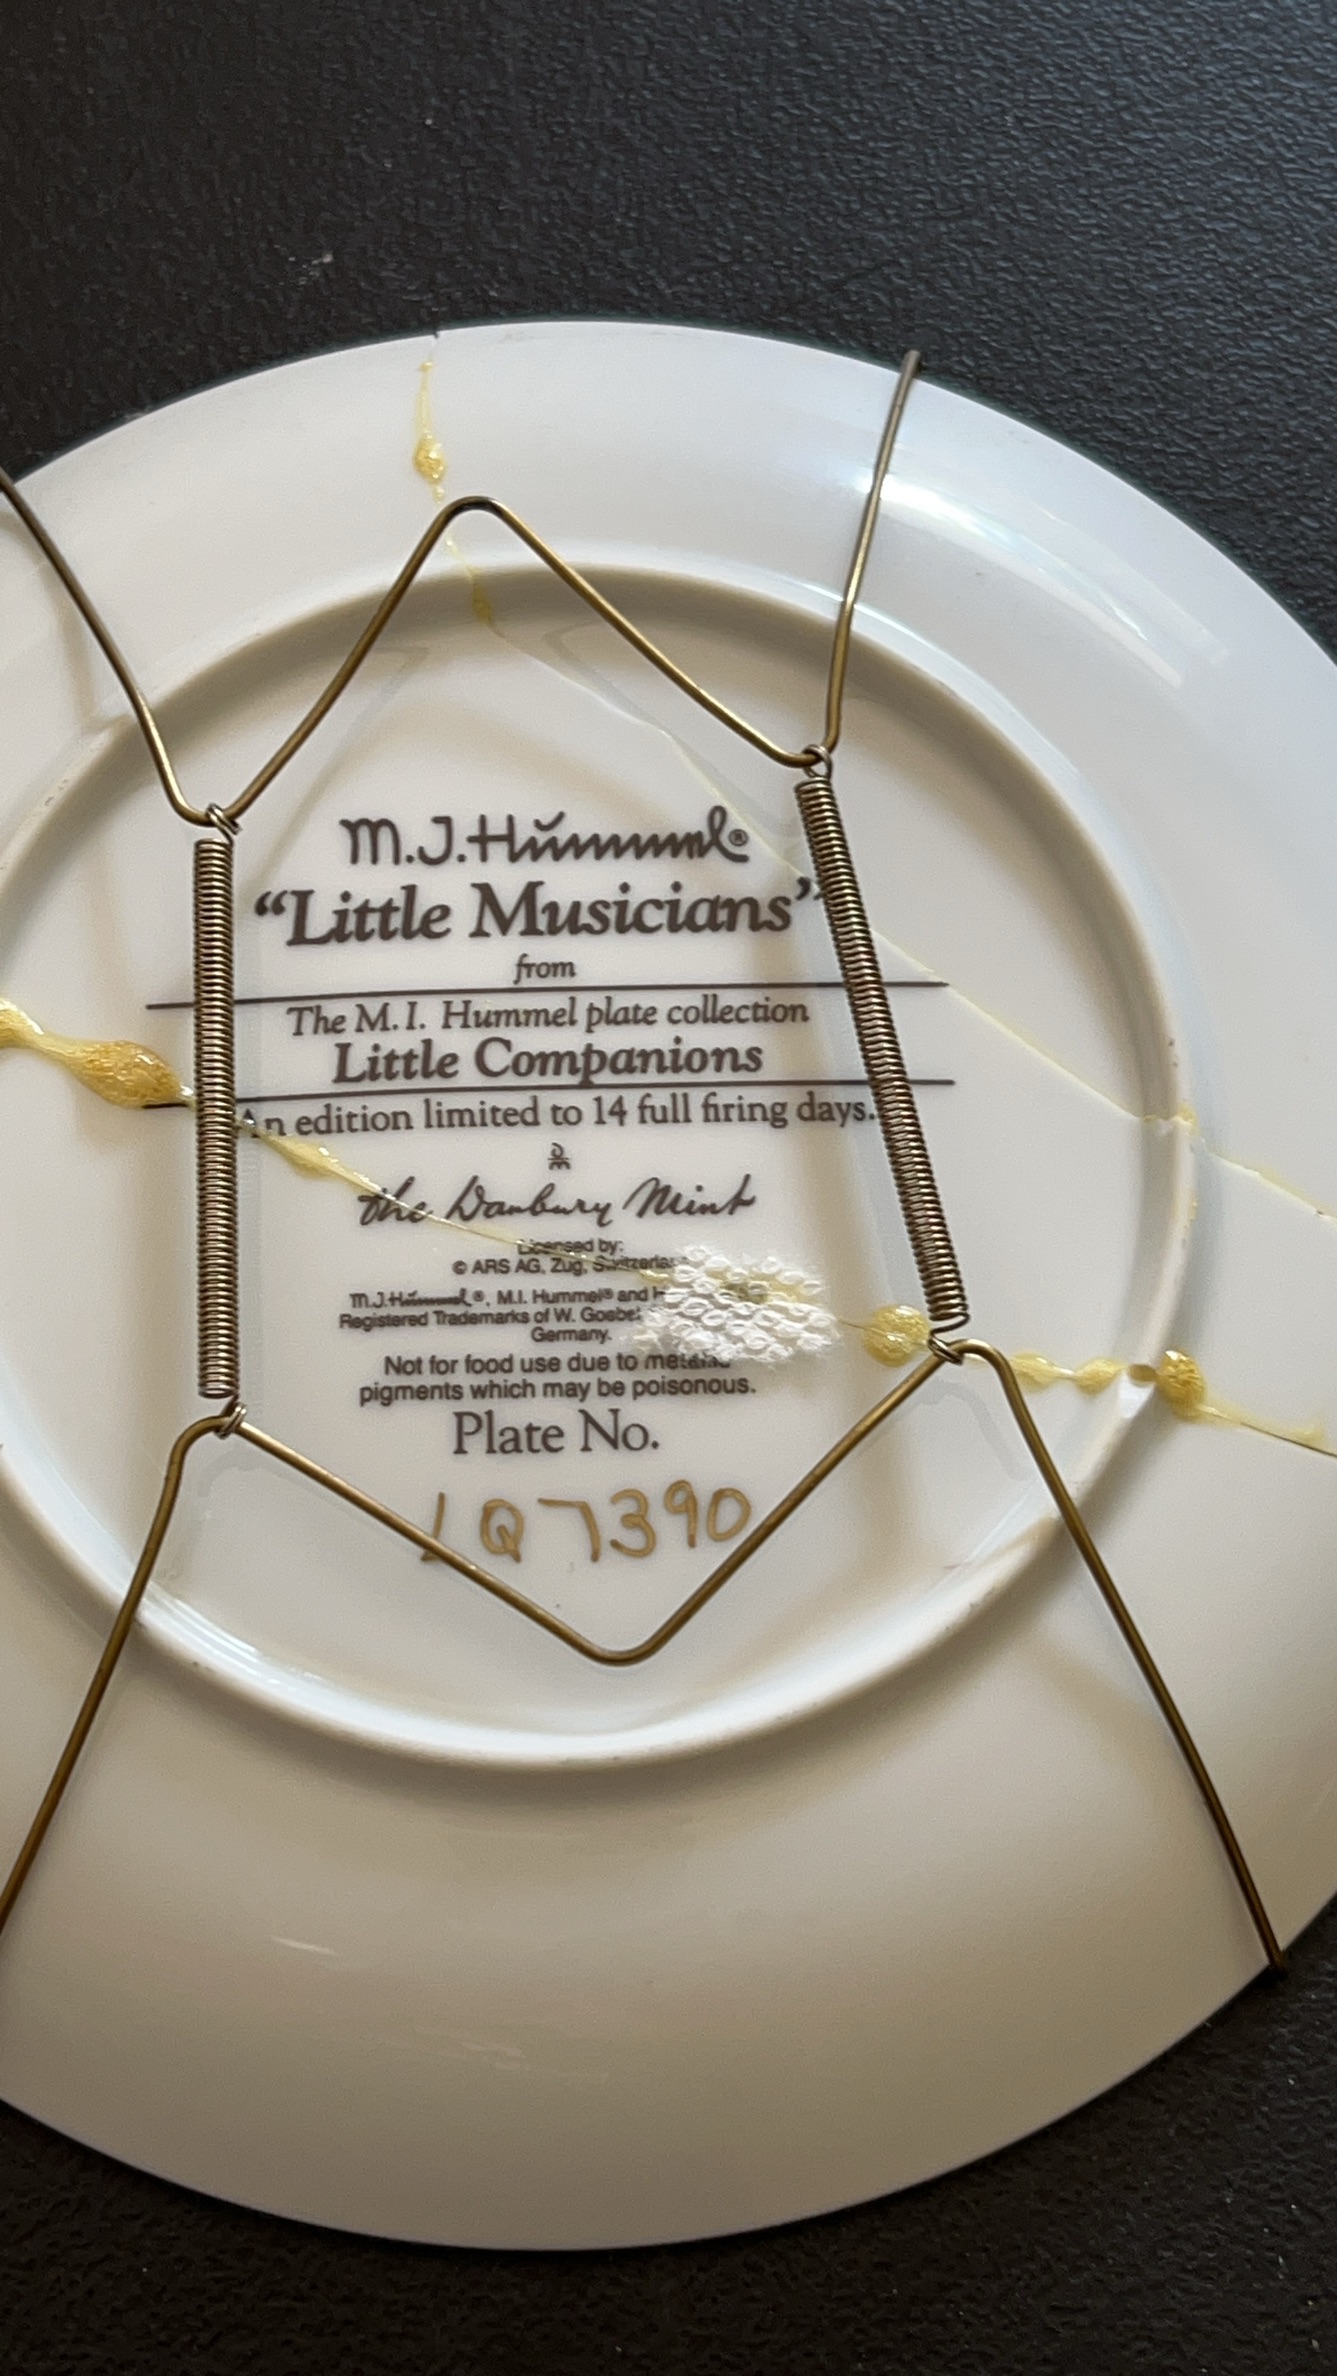 M.J.Hummel®
“Little Musicians”
from
The M.I. Hummel plate collection
Little Companions
An edition limited to 14 full firing days.
The Danbury Mint
Licensed by:
© ARS AG, Zug, Switzerland
M.J.Hummel®, M.I. Hummel® and
Registered Trademarks of W. Goebel
Germany.
Not for food use due to metallic
pigments which may be poisonous.
Plate No.
LQ7390